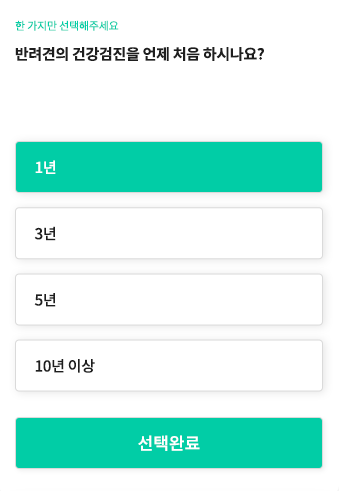 한 가지만 선택해주세요
반려견의 건강검진을 언제 처음 하시나요?
1년
3년
5년
10년 이상
선택완료